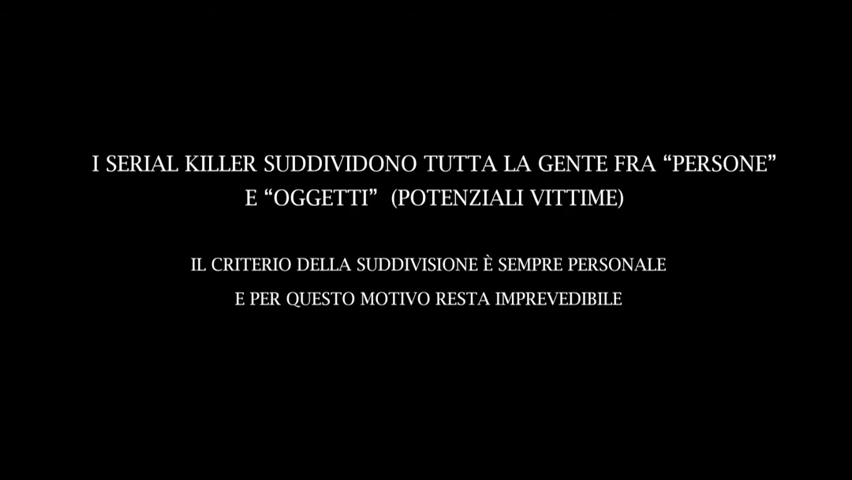 I SERIAL KILLER SUDDIVIDONO TUTTA LA GENTE FRA “PERSONE”
E “OGGETTI” (POTENZIALI VITTIME)
IL CRITERIO DELLA SUDDIVISIONE È SEMPRE PERSONALE
E PER QUESTO MOTIVO RESTA IMPREVEDIBILE